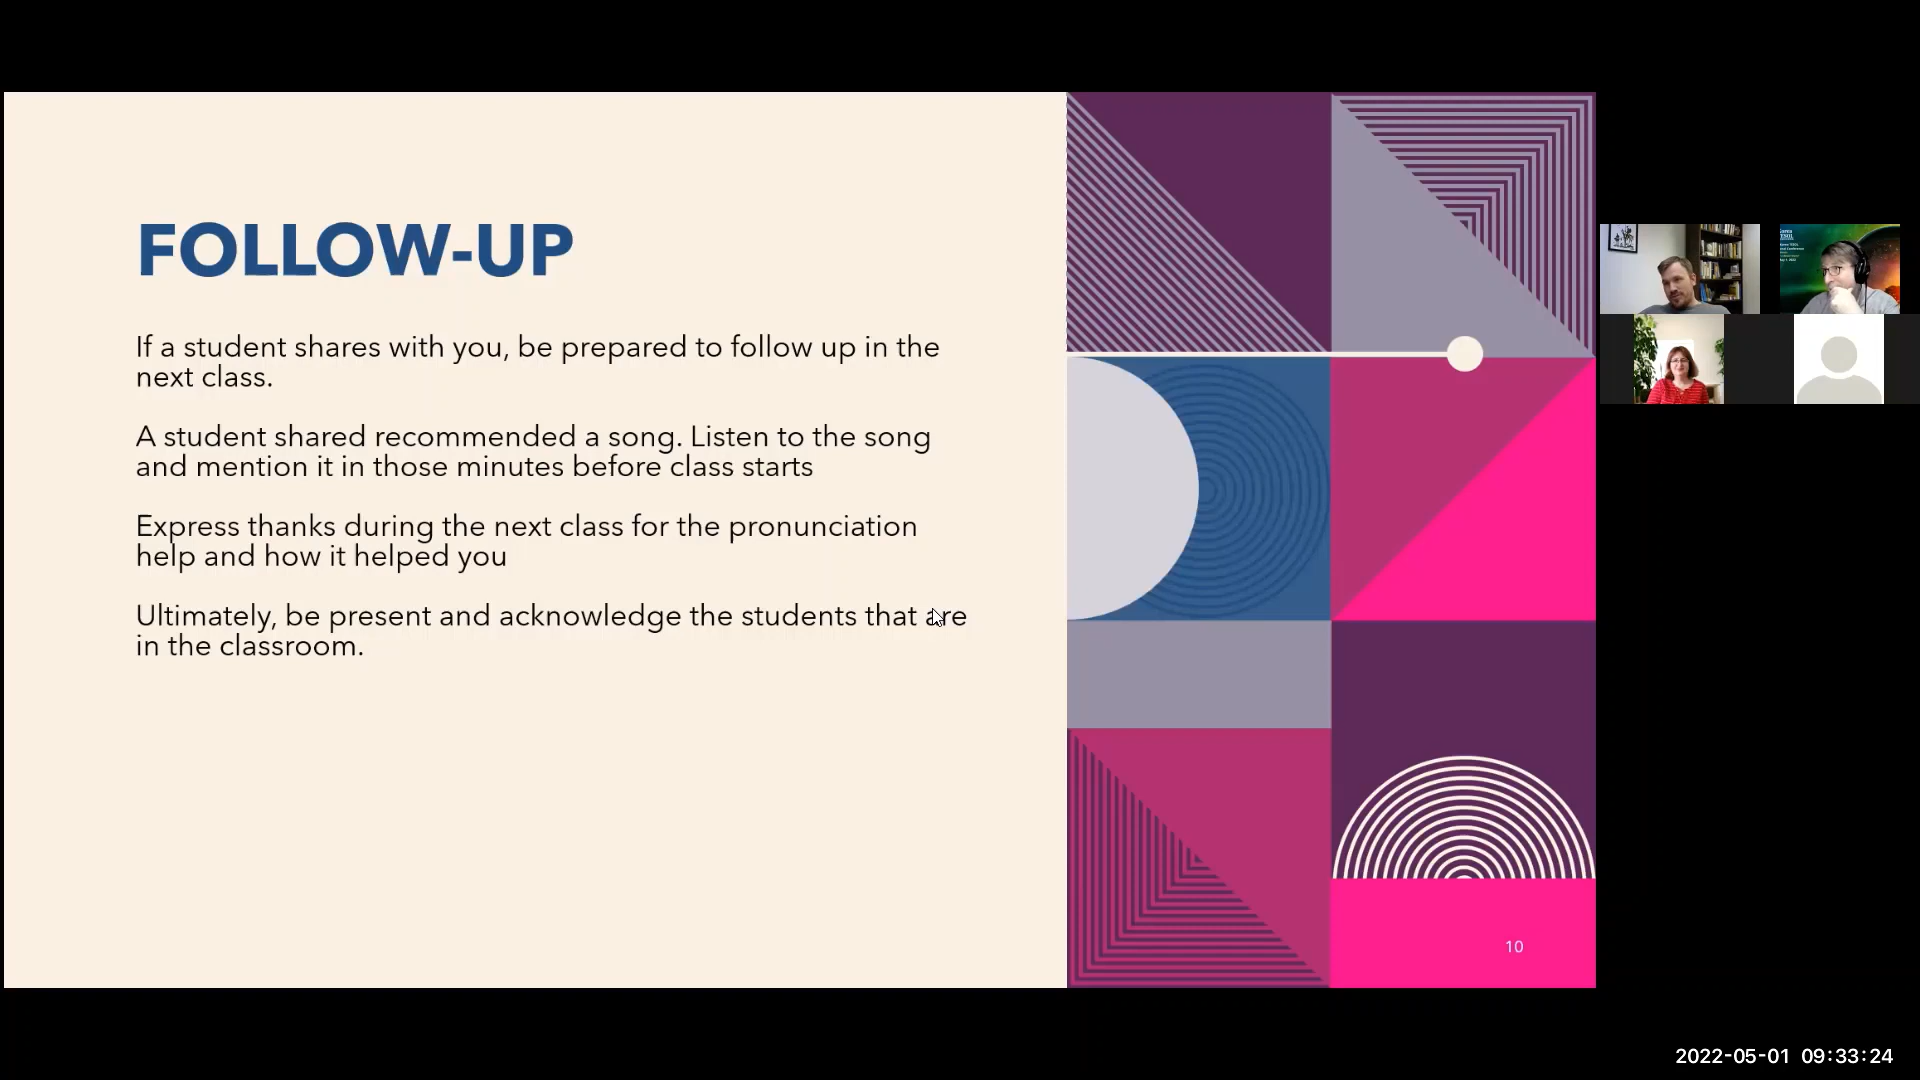 FOLLOW-UP
If a student shares with you, be prepared to follow up in the
next class.
A student shared recommended a song. Listen to the song
and mention it in those minutes before class starts
Express thanks during the next class for the pronunciation
help and how it helped you
Ultimately, be present and acknowledge the students that are
in the classroom.
10
2022-05-01 09:33:24